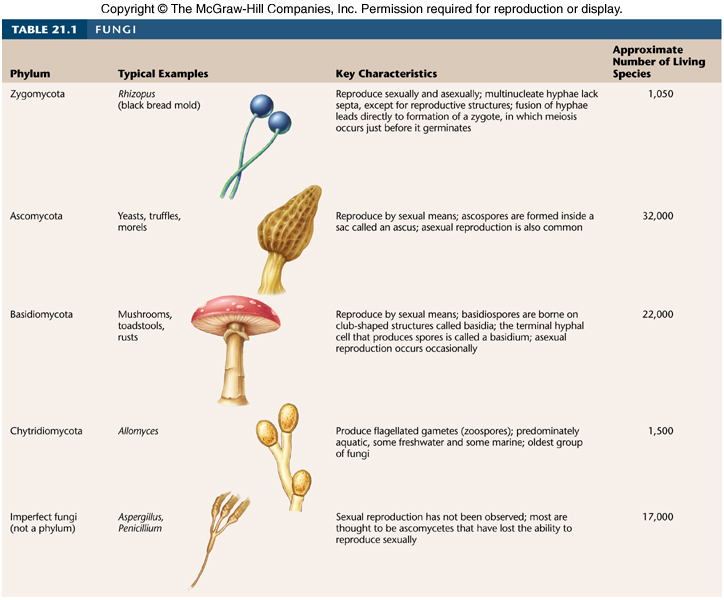 Copyright © The McGraw-Hill Companies, Inc. Permission required for reproduction or display.
TABLE 21.1 FUNGI
Phylum
Typical Examples
Key Characteristics
Approximate
Number of Living
Species
Zygomycota
Rhizopus
(black bread mold)
Reproduce sexually and asexually; multinucleate hyphae lack
septa, except for reproductive structures; fusion of hyphae
leads directly to formation of a zygote, in which meiosis
occurs just before it germinates
1,050
Ascomycota
Yeasts, truffles,
morels
Reproduce by sexual means; ascospores are formed inside a
sac called an ascus; asexual reproduction is also common
32,000
Basidiomycota
Mushrooms,
toadstools,
rusts
Reproduce by sexual means; basidiospores are borne on
club-shaped structures called basidia; the terminal hyphal
cell that produces spores is called a basidium; asexual
reproduction occurs occasionally
22,000
Chytridiomycota
Allomyces
Produce flagellated gametes (zoospores); predominately
aquatic, some freshwater and some marine; oldest group
of fungi
1,500
Imperfect fungi
(not a phylum)
Aspergillus,
Penicillium
Sexual reproduction has not been observed; most are
thought to be ascomycetes that have lost the ability to
reproduce sexually
17,000